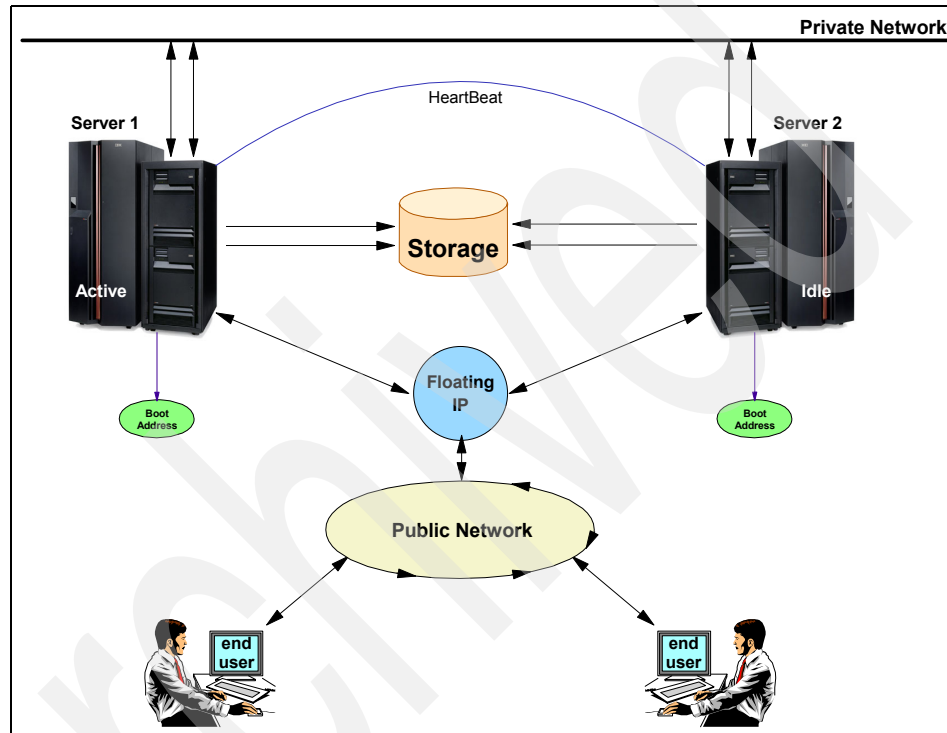 Private Network
HeartBeat
Server 1
Server 2
Storage
Active
Idle
Floating
IP
Boot
Address
Boot
Address
Public Network
end
user
end
user